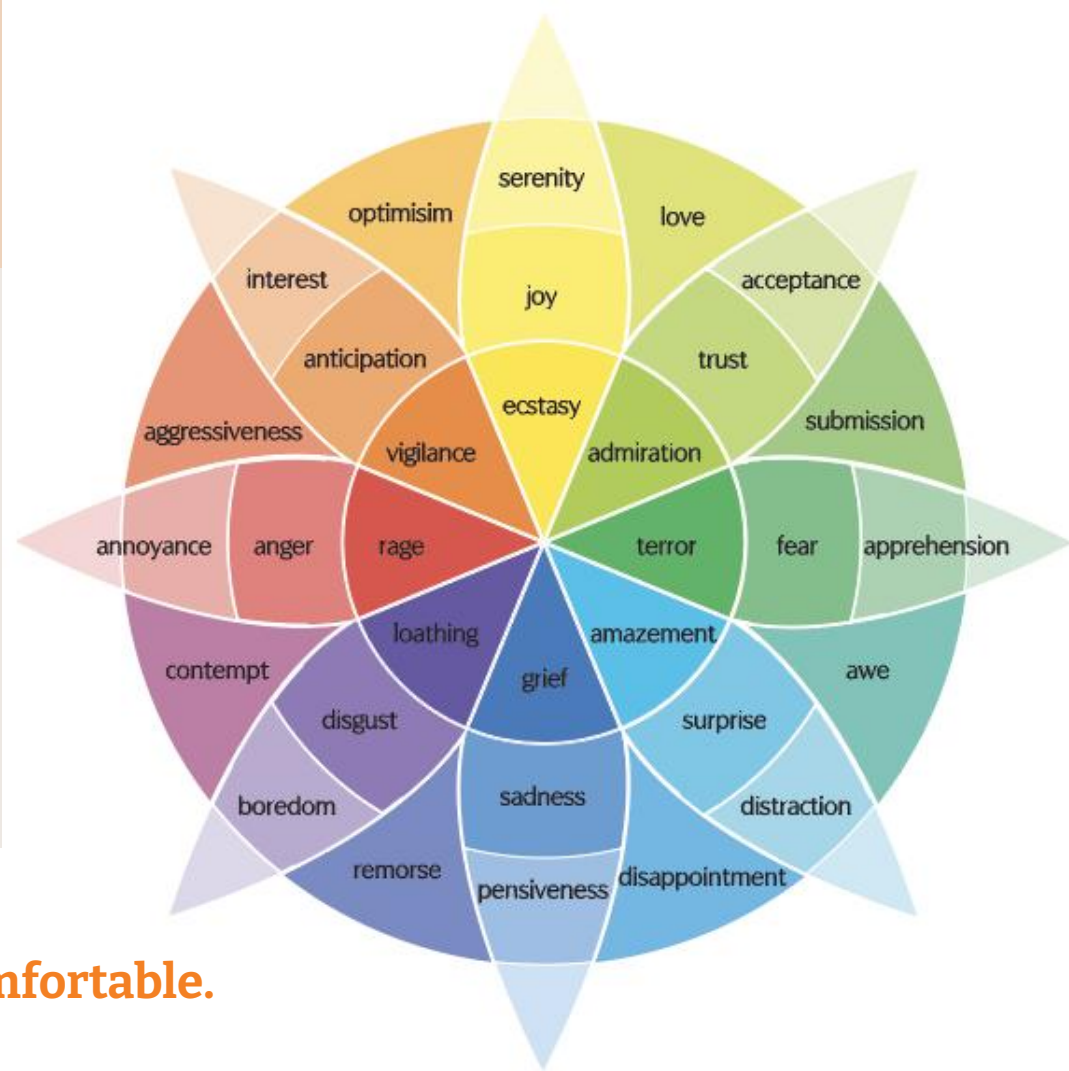 serenity
optimisim
love
interest
acceptance
joy
anticipation
trust
ecstasy
submission
aggressiveness
vigilance
admiration
annoyance
anger
rage
terror
fear
apprehension
loathing
amazement
contempt
grief
awe
disgust
surprise
sadness
boredom
distraction
remorse
pensiveness
disappointment